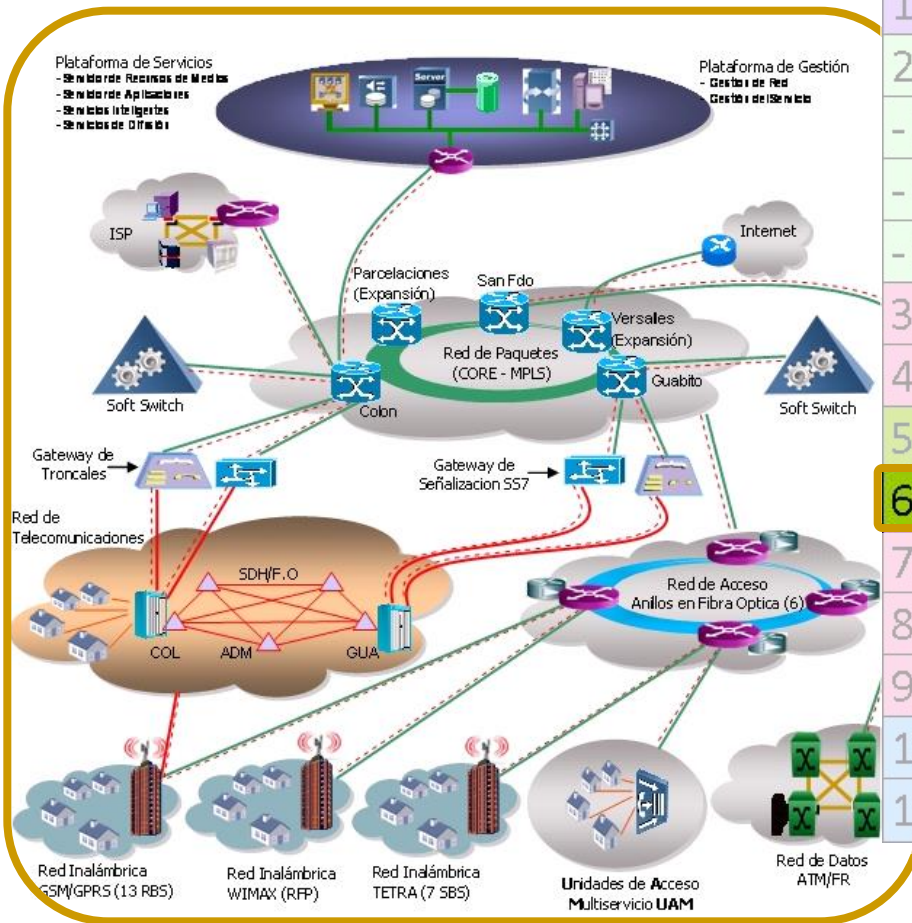 Plataforma de Servicios
- Servidor de Recursos de Medios
- Servidor de Aplicaciones
- Servicios Inteligentes
- Servicios de Difusión
Plataforma de Gestión
- Gestión de Red
- Gestión del Servicio
Server
ISP
Internet
Parcelaciones
(Expansión)
San Fdo
Versales
(Expansión)
Red de Paquetes
(CORE - MPLS)
Guabito
Colon
Soft Switch
Soft Switch
Gateway de
Troncales
Gateway de
Señalizacion SS7
Red de
Telecomunicaciones
SDH/F.O
COL
ADM
GUA
Red de Acceso
Anillos en Fibra Optica (6)
Red Inalámbrica
GSM/GPRS (13 RBS)
Red Inalámbrica
WIMAX (RFP)
Red Inalámbrica
TETRA (7 SBS)
Unidades de Acceso
Multiservicio UAM
Red de Datos
ATM/FR
1
2
-
-
-
3
4
5
6
7
8
9
1
1